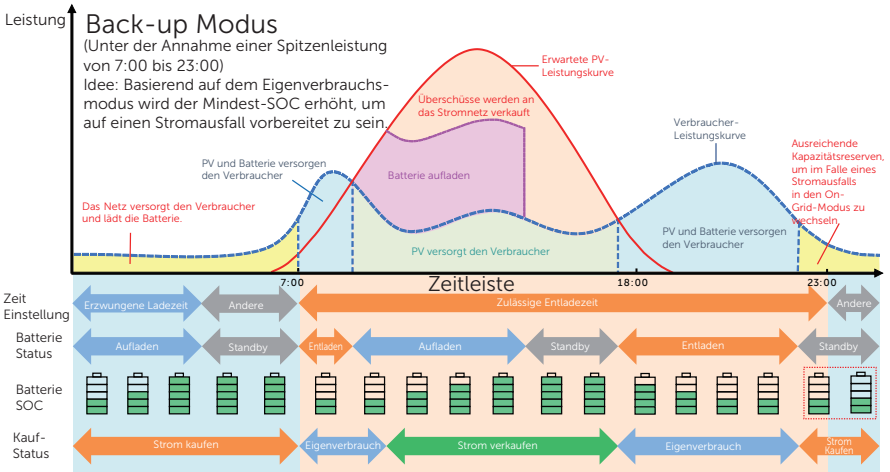 Leistung
Back-up Modus
(Unter der Annahme einer Spitzenleistung
von 7:00 bis 23:00)
Idee: Basierend auf dem Eigenverbrauchs-
modus wird der Mindest-SOC erhöht, um
auf einen Stromausfall vorbereitet zu sein.
Erwartete PV-
Leistungskurve
Überschüsse werden an
das Stromnetz verkauft
Verbraucher-
Leistungskurve
PV und Batterie versorgen
den Verbraucher
Batterie aufladen
Ausreichende
Kapazitätsreserven,
um im Falle eines
Stromausfalls
in den On-
Grid-Modus zu
wechseln.
Das Netz versorgt den Verbraucher
und lädt die Batterie.
PV versorgt den Verbraucher
PV und Batterie versorgen
den Verbraucher
7:00
Zeitleiste
18:00
23:00
Zeit
Einstellung
Erzwungene Ladezeit
Andere
Zulässige Entladezeit
Andere
Batterie
Status
Aufladen
Standby
Entladen
Aufladen
Standby
Entladen
Standby
Batterie
SOC
Kauf-
Status
Strom kaufen
Eigenverbrauch
Strom verkaufen
Eigenverbrauch
Strom
Kaufen